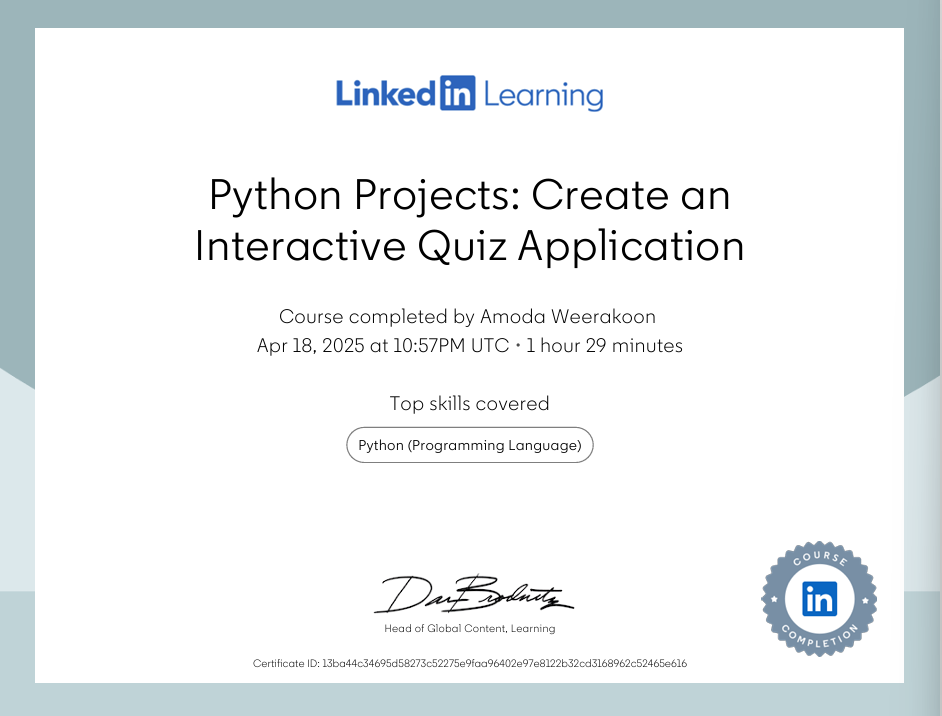 Linked in Learning
Python Projects: Create an
Interactive Quiz Application
Course completed by Amoda Weerakoon
Apr 18, 2025 at 10:57PM UTC • 1 hour 29 minutes
Top skills covered
Python (Programming Language)
Dan Brodnitz
Head of Global Content, Learning
COURSE
in
COMPLETION
Certificate ID: 13ba44c34695d58273c52275e9faa96402e97e8122b32cd3168962c52465e616